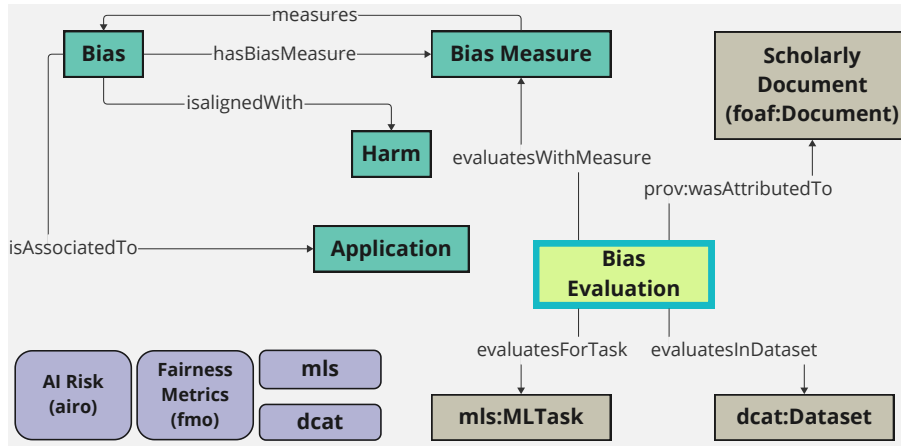 measures
Bias
hasBiasMeasure
Bias Measure
Scholarly
Document
(foaf:Document)
isalignedWith
Harm
evaluatesWithMeasure
prov:wasAttributedTo
isAssociatedTo
Application
Bias
Evaluation
evaluatesForTask
evaluatesInDataset
AI Risk
(airo)
Fairness
Metrics
(fmo)
mls
dcat
mls:MLTask
dcat:Dataset